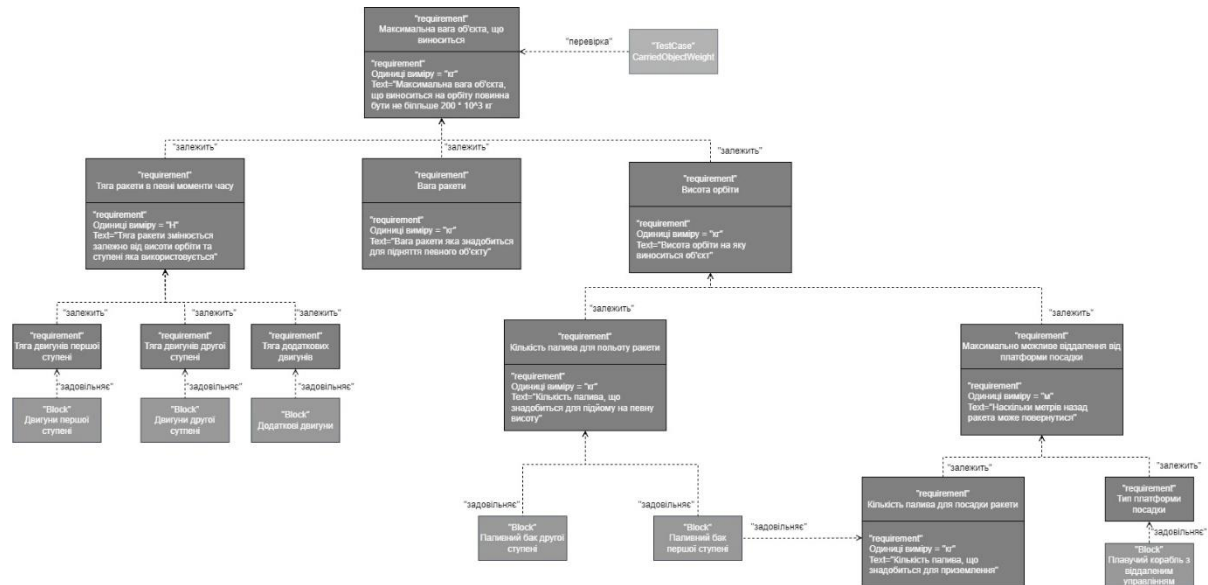 "requirement"
Максимальна вага об'єкта, що
виноситься
"requirement"
Одиниці виміру = "кг"
Text="Максимальна вага об'єкта,
що виноситься на орбіту повинна
бути не більльше 200 * 10^3 кг
"перевірка"
"TestCase"
CarriedObjectWeight
"залежить"
"залежить"
"залежить"
"requirement"
Тяга ракети в певні моменти часу
"requirement"
Одиниці виміру = "Н"
Text="Тяга ракети змінюється
залежно від висоти орбіти та
ступені яка використовується"
"requirement"
Вага ракети
"requirement"
Одиниці виміру = "кг"
Text="Вага ракети яка знадобиться
для підняття певного об'єкту"
"requirement"
Висота орбіти
"requirement"
Одиниці виміру = "кг"
Text="Висота орбіти на яку
виноситься об'єкт"
"залежить"
"залежить"
"залежить"
"requirement"
Тяга двигунів першої
ступені
"requirement"
Тяга двигунів другої
ступені
"requirement"
Тяга додаткових
двигунів
"задовільняє"
"задовільняє"
"задовільняє"
"Block"
Двигуни першої
ступені
"Block"
Двигуни другої
сутпені
"Block"
Додаткові двигуни
"залежить"
"залежить"
"requirement"
Кількість палива для польоту ракети
"requirement"
Одиниці виміру = "кг"
Text="Кількість палива, що
знадобиться для підйому на певну
висоту"
"requirement"
Максимально можливе віддалення від
платформи посадки
"requirement"
Одиниці виміру = "м"
Text="Наскільки метрів назад
ракета може повернутися"
"задовільняє"
"задовільняє"
"Block"
Паливний бак другої
ступені
"Block"
Паливний бак
першої ступені
"задовільняє"
"залежить"
"залежить"
"requirement"
Кількість палива для посадки ракети
"requirement"
Одиниці виміру = "кг"
Text="Кількість палива, що
знадобиться для приземлення"
"requirement"
Тип платформи
посадки
"задовільняє"
"Block"
Плавучий корабль з
віддаленим
управлінням